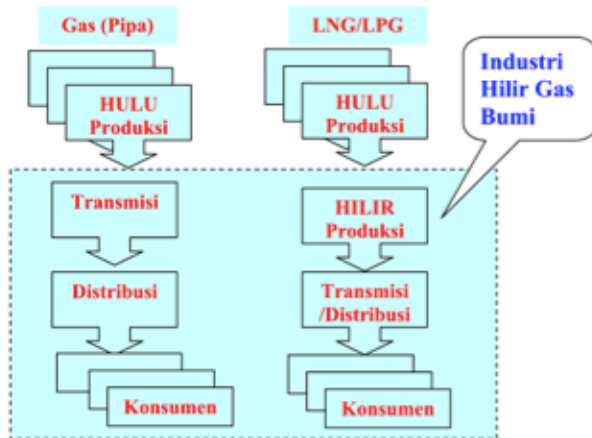 Gas (Pipa)
LNG/LPG
HULU
Produksi
HULU
Produksi
Industri
Hilir Gas
Bumi
Transmisi
HILIR
Produksi
Distribusi
Transmisi
/Distribusi
Konsumen
Konsumen